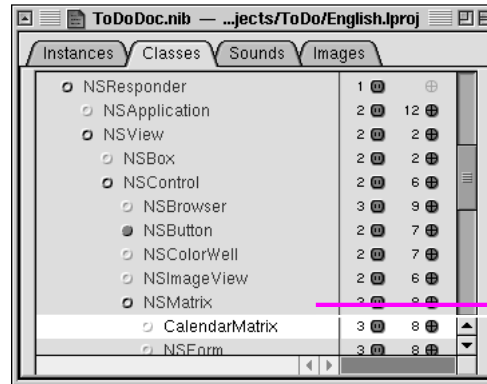 ToDoDoc.nib — ...jects/ToDo/English.lproj
Instances Classes Sounds Images
NSResponder 1
NSApplication 2 12
NSView 2 2
NSBox 2 2
NSControl 2 6
NSBrowser 3 9
NSButton 2 7
NSColorWell 2 7
NSImageView 2 6
NSMatrix 3 8
CalendarMatrix 3 8
NSForm 3 8